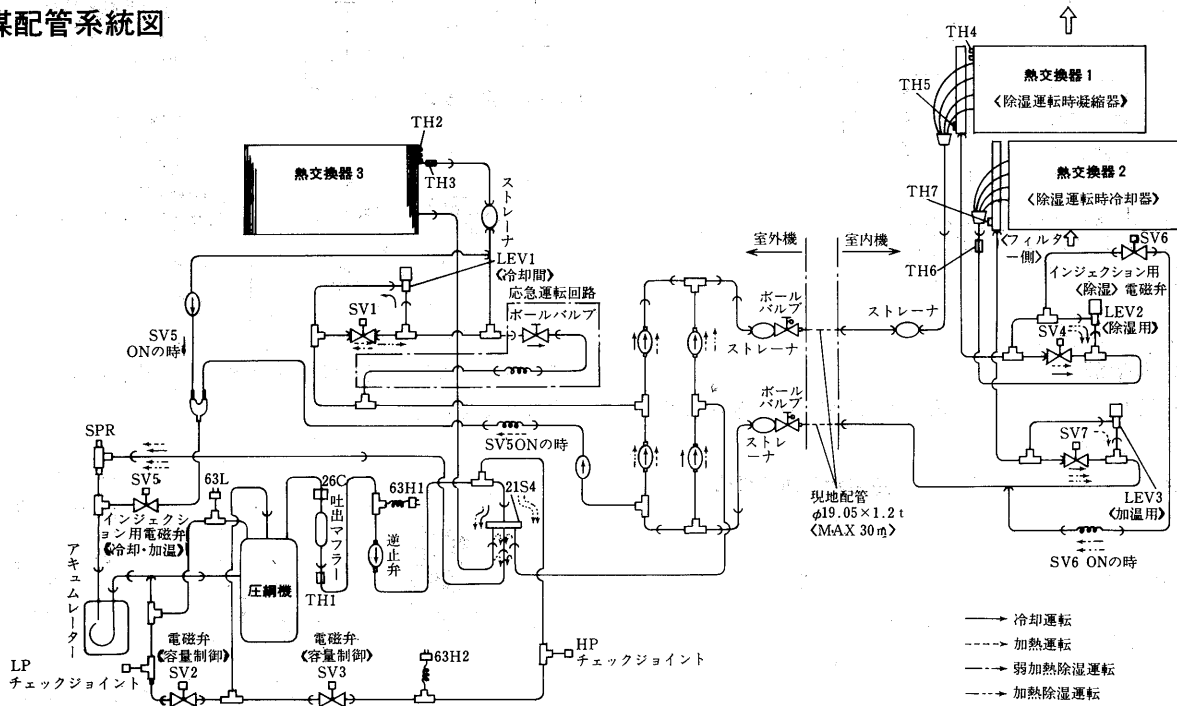 媒配管系統図
TH4
熱交換器1
〈除湿運転時凝縮器〉
TH5
熱交換器2
〈除湿運転時冷却器〉
TH7
TH6
〈フィルタ
ー側〉
SV6
インジェクション用
〈除湿〉電磁弁
LEV2
〈除湿用〉
SV4
SV7
LEV3
〈加温用〉
SV6 ONの時
TH2
TH3
熱交換器3
ストレーナ
LEV1
〈冷却間〉
応急運転回路
ボールバルブ
SV1
SV5
ONの時
室外機
室内機
ボール
バルブ
ストレーナ
ストレーナ
ボール
バルブ
ストレ
ーナ
現地配管
φ19.05×1.2t
〈MAX 30m〉
SV5ONの時
SPR
SV5
インジェクシ
ョン用電磁弁
〈冷却・加温〉
63L
26C
吐出マフラー
TH1
63H1
逆止弁
21S4
圧縮機
アキュムレーター
LP
チェックジョイント
電磁弁
〈容量制御〉
SV2
電磁弁
〈容量制御〉
SV3
63H2
HP
チェックジョイント
冷却運転
加熱運転
弱加熱除湿運転
加熱除湿運転